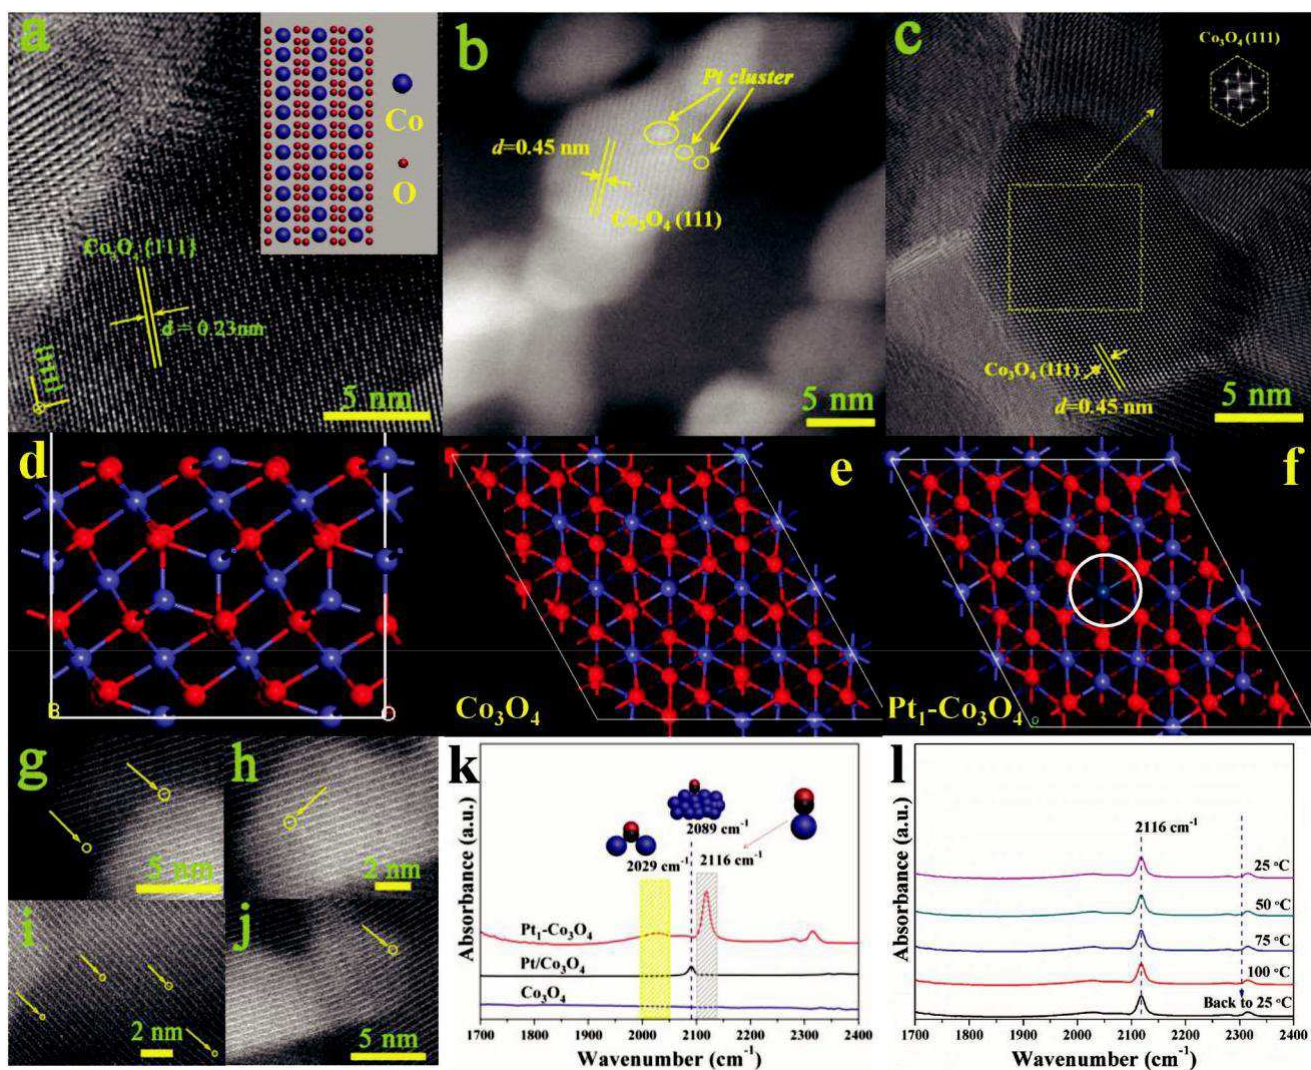 a
Co
O
Co₃O₄ {111}
d = 0.23nm
[111]
5 nm
b
Pt cluster
d=0.45 nm
Co₃O₄ (111)
5 nm
c
Co₃O₄ (111)
Co₃O₄ (111)
d=0.45 nm
5 nm
d
B
O
e
Co₃O₄
f
Pt₁-Co₃O₄
g
5 nm
h
2 nm
i
2 nm
j
5 nm
k
2089 cm⁻¹
2029 cm⁻¹
2116 cm⁻¹
Pt₁-Co₃O₄
Pt/Co₃O₄
Co₃O₄
Absorbance (a.u.)
1700 1800 1900 2000 2100 2200 2300 2400
Wavenumber (cm⁻¹)
l
2116 cm⁻¹
25 °C
50 °C
75 °C
100 °C
Back to 25 °C
Absorbance (a.u.)
1700 1800 1900 2000 2100 2200 2300 2400
Wavenumber (cm⁻¹)